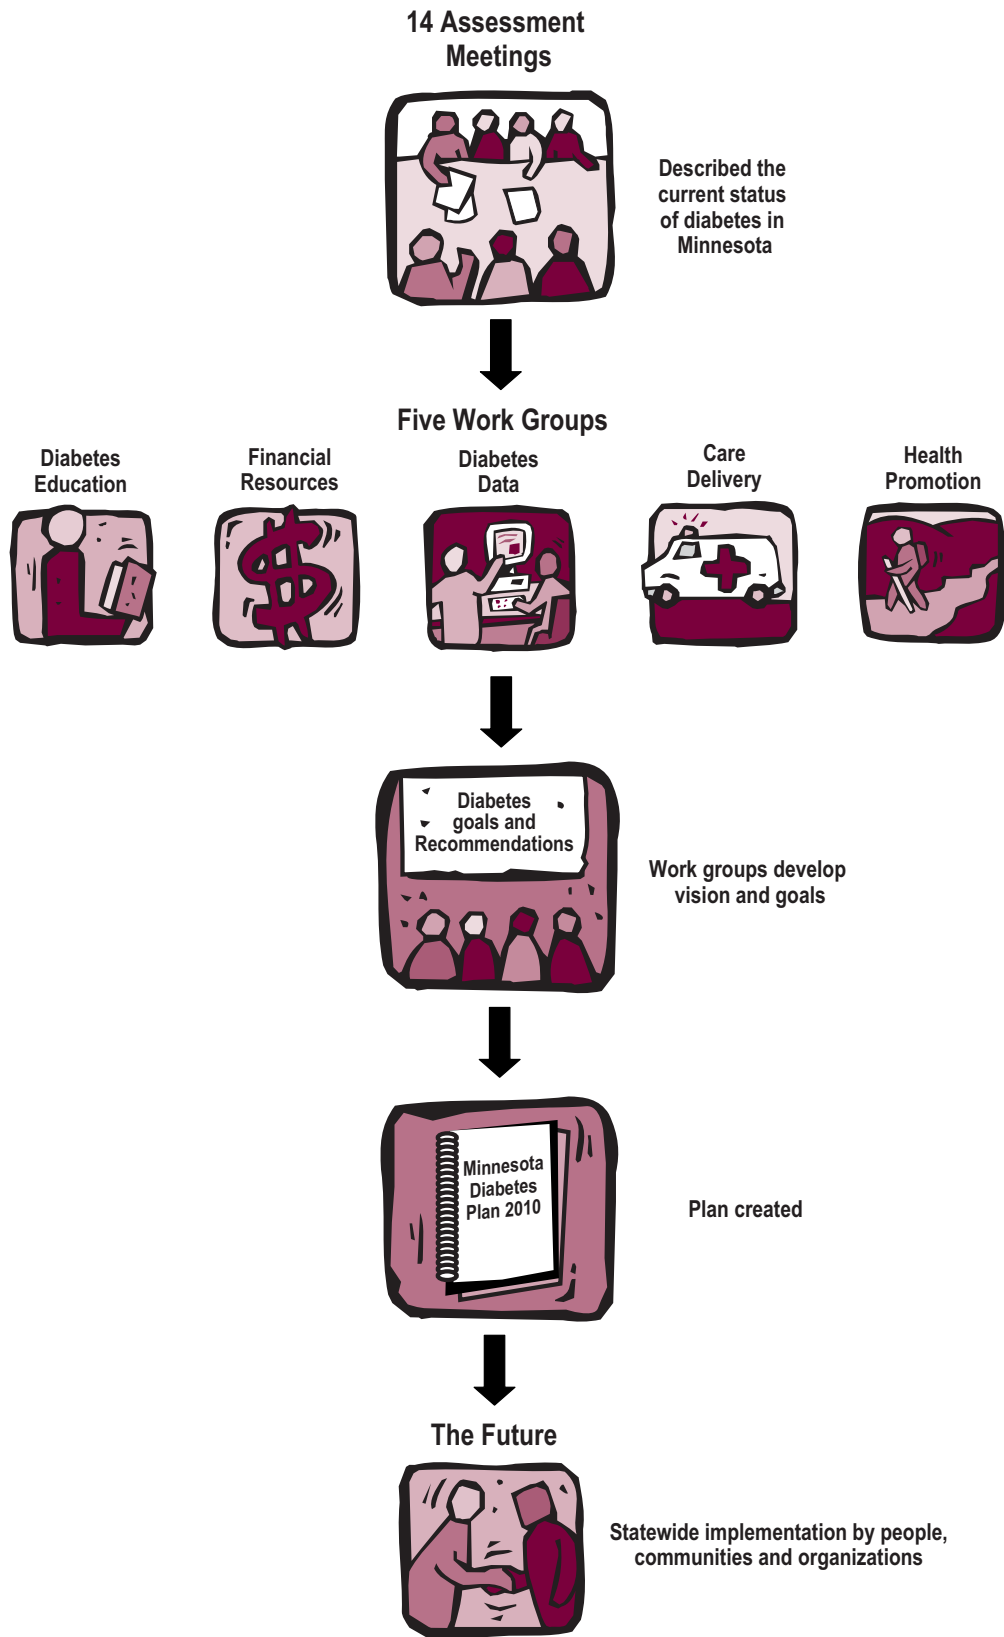 14 Assessment
Meetings
Described the
current status
of diabetes in
Minnesota
Five Work Groups
Diabetes
Education
Financial
Resources
Diabetes
Data
Care
Delivery
Health
Promotion
$
Diabetes
goals and
Recommendations
Work groups develop
vision and goals
Minnesota
Diabetes
Plan 2010
Plan created
The Future
Statewide implementation by people,
communities and organizations